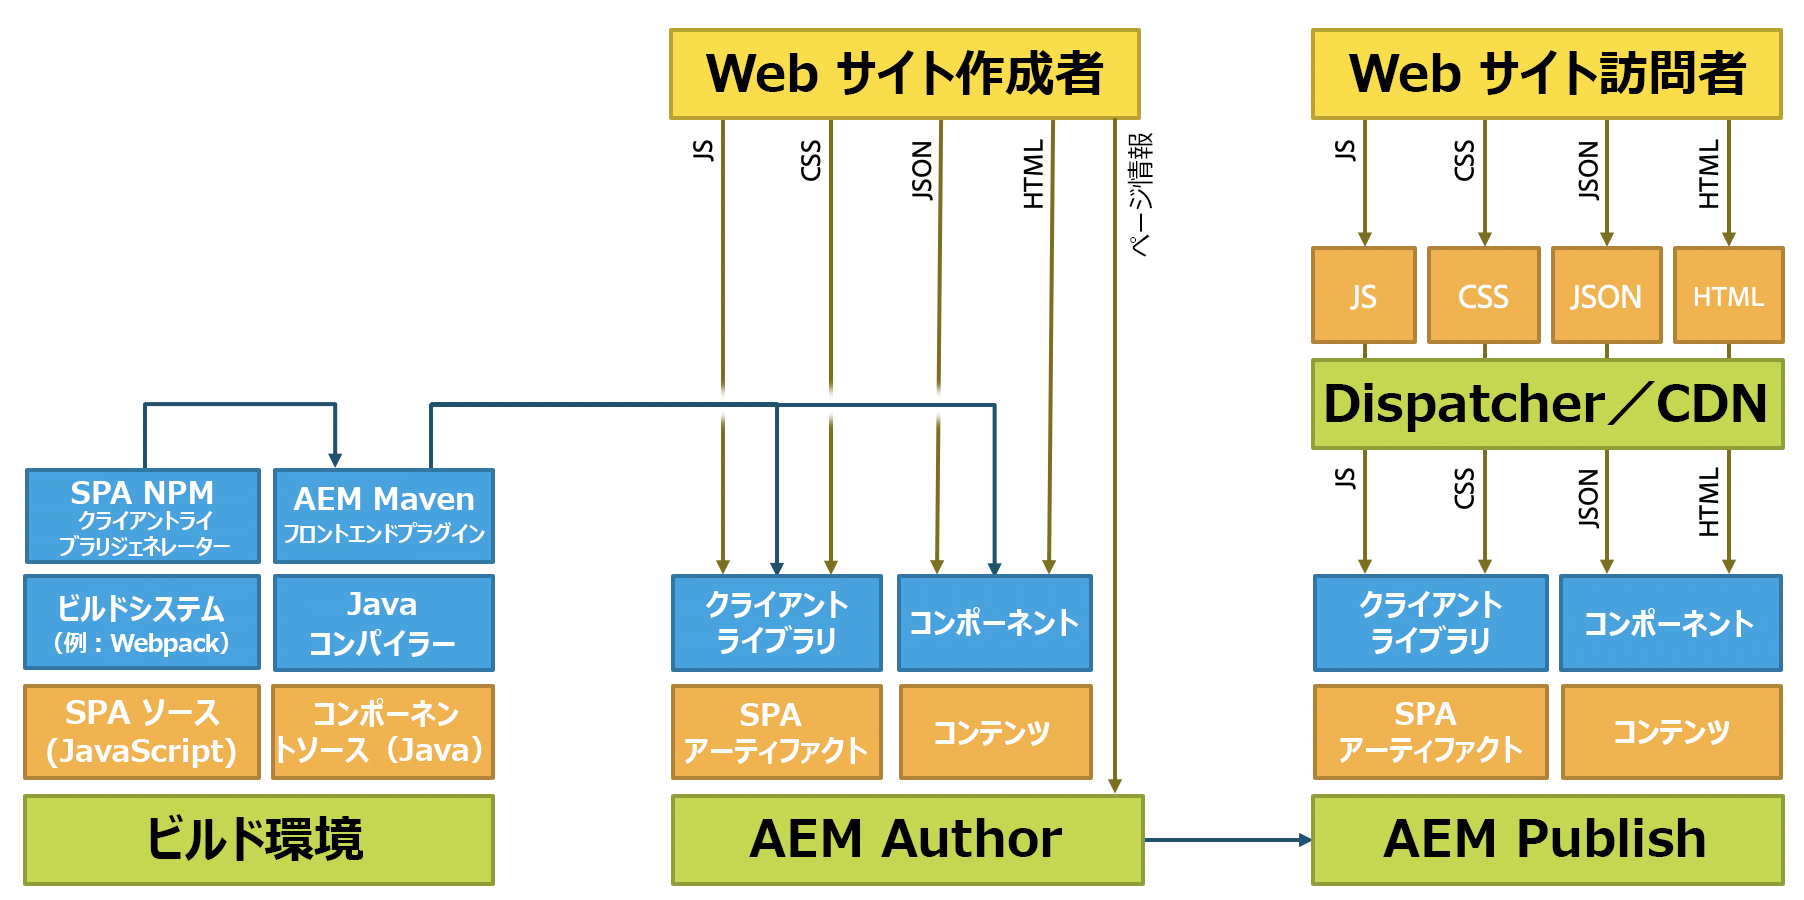 Web サイト作成者
JS
CSS
JSON
HTML
ページ情報
Web サイト訪問者
JS
CSS
JSON
HTML
JS
CSS
JSON
HTML
Dispatcher／CDN
JS
CSS
JSON
HTML
SPA NPM
クライアントライ
ブラリジェネレーター
AEM Maven
フロントエンドプラグイン
ビルドシステム
（例：Webpack）
Java
コンパイラー
SPA ソース
(JavaScript)
コンポーネン
トソース（Java）
ビルド環境
クライアント
ライブラリ
コンポーネント
SPA
アーティファクト
コンテンツ
AEM Author
クライアント
ライブラリ
コンポーネント
SPA
アーティファクト
コンテンツ
AEM Publish